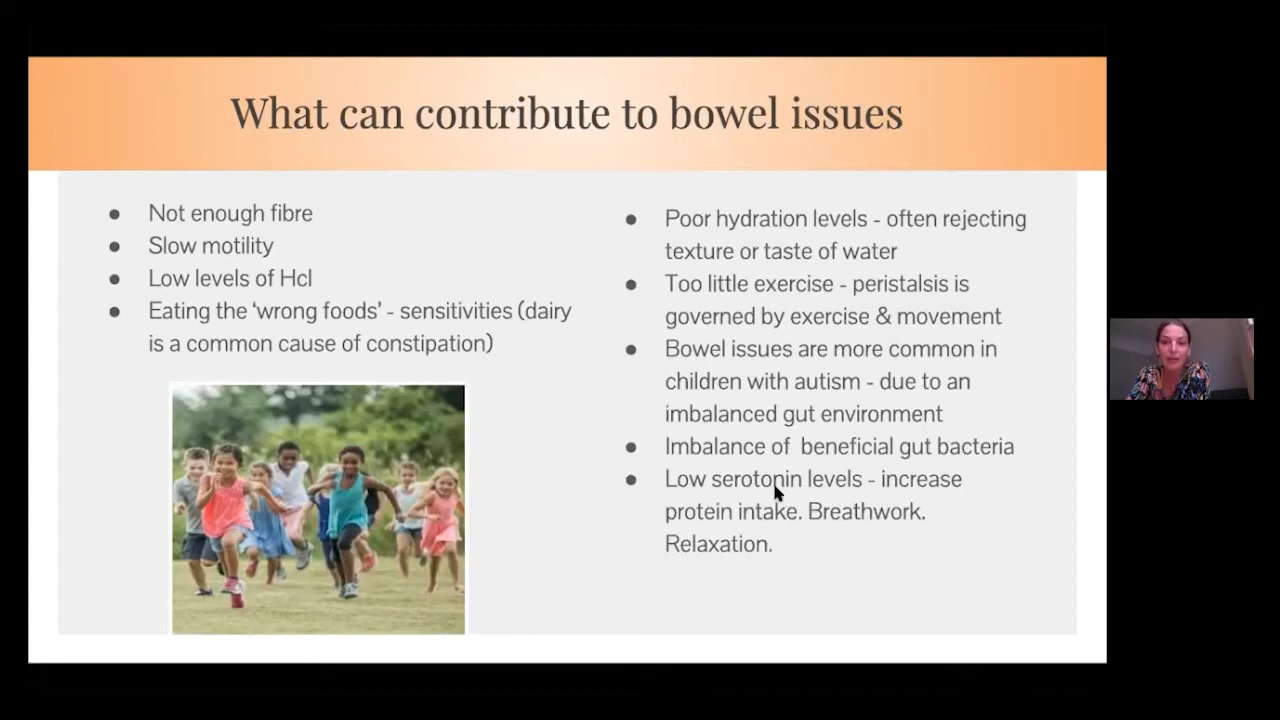 What can contribute to bowel issues
● Not enough fibre
● Slow motility
● Low levels of Hcl
● Eating the ‘wrong foods’ - sensitivities (dairy
is a common cause of constipation)
● Poor hydration levels - often rejecting
texture or taste of water
● Too little exercise - peristalsis is
governed by exercise & movement
● Bowel issues are more common in
children with autism - due to an
imbalanced gut environment
● Imbalance of  beneficial gut bacteria
● Low serotonin levels - increase
protein intake. Breathwork.
Relaxation.